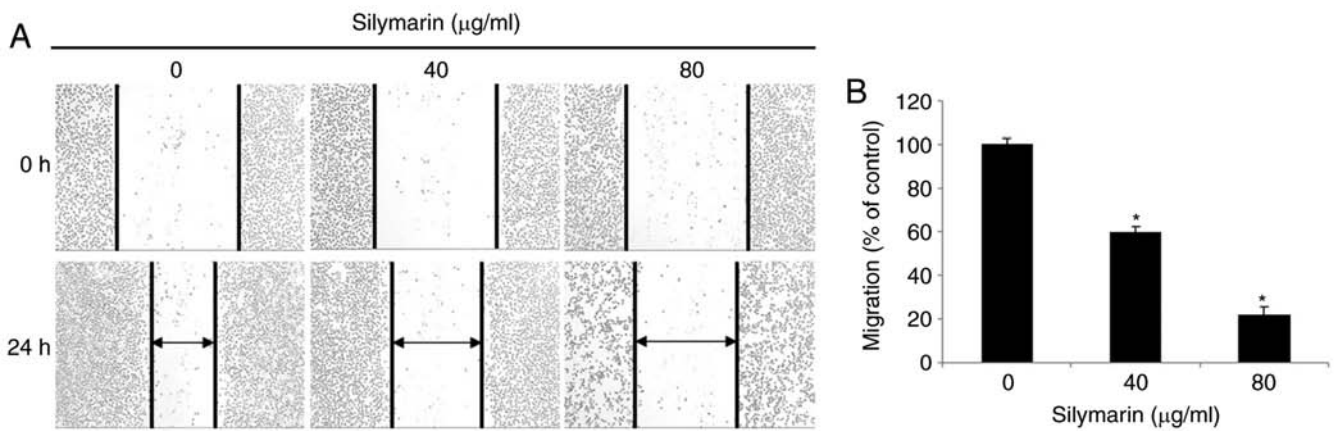 A
Silymarin (μg/ml)
0 40 80
0 h
24 h
B
Migration (% of control)
120
100
80
60
40
20
0
*
*
0 40 80
Silymarin (μg/ml)